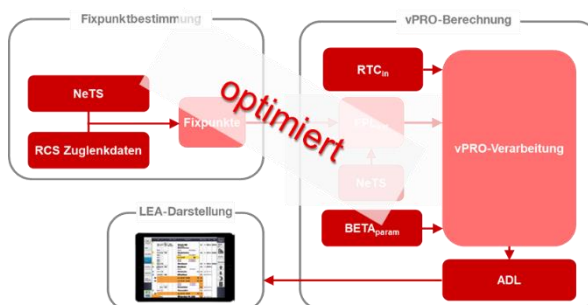 Fixpunktbestimmung
NeTS
RCS Zuglenkdaten
Fixpunkte
optimiert
vPRO-Berechnung
RTCin
NeTS
BETAparam
vPRO-Verarbeitung
ADL
LEA-Darstellung